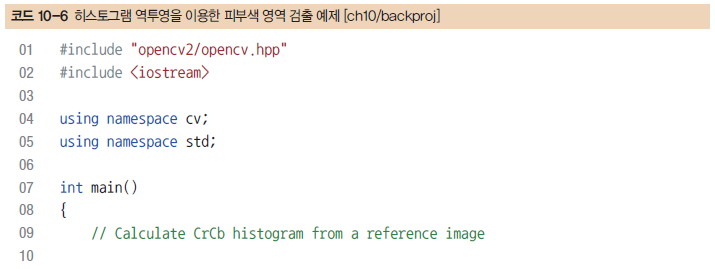 코드 10-6 히스토그램 역투영을 이용한 피부색 영역 검출 예제 [ch10/backproj]
01 #include "opencv2/opencv.hpp"
02 #include <iostream>
03
04 using namespace cv;
05 using namespace std;
06
07 int main()
08 {
09 // Calculate CrCb histogram from a reference image
10